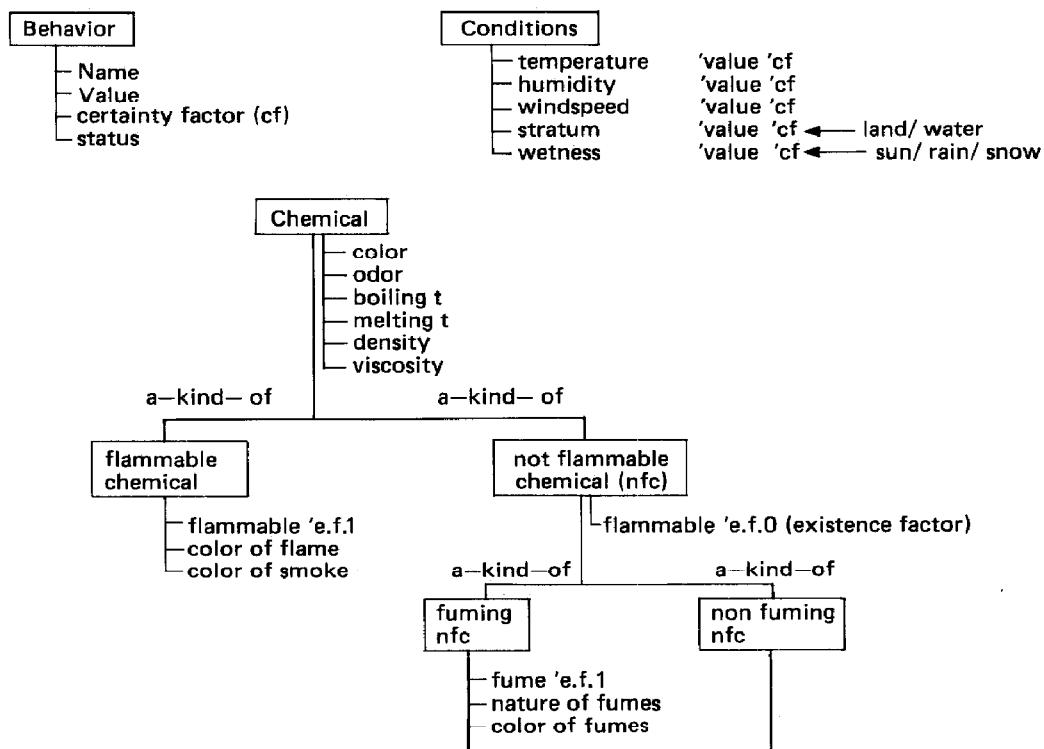 Behavior
Name
Value
certainty factor (cf)
status
Conditions
temperature 'value 'cf
humidity 'value 'cf
windspeed 'value 'cf
stratum 'value 'cf land/ water
wetness 'value 'cf sun/ rain/ snow
Chemical
color
odor
boiling t
melting t
density
viscosity
a-kind- of a-kind- of
flammable
chemical
flammable 'e.f.1
color of flame
color of smoke
not flammable
chemical (nfc)
flammable 'e.f.0 (existence factor)
a-kind-of a-kind-of
fuming
nfc
fume 'e.f.1
nature of fumes
color of fumes
non fuming
nfc